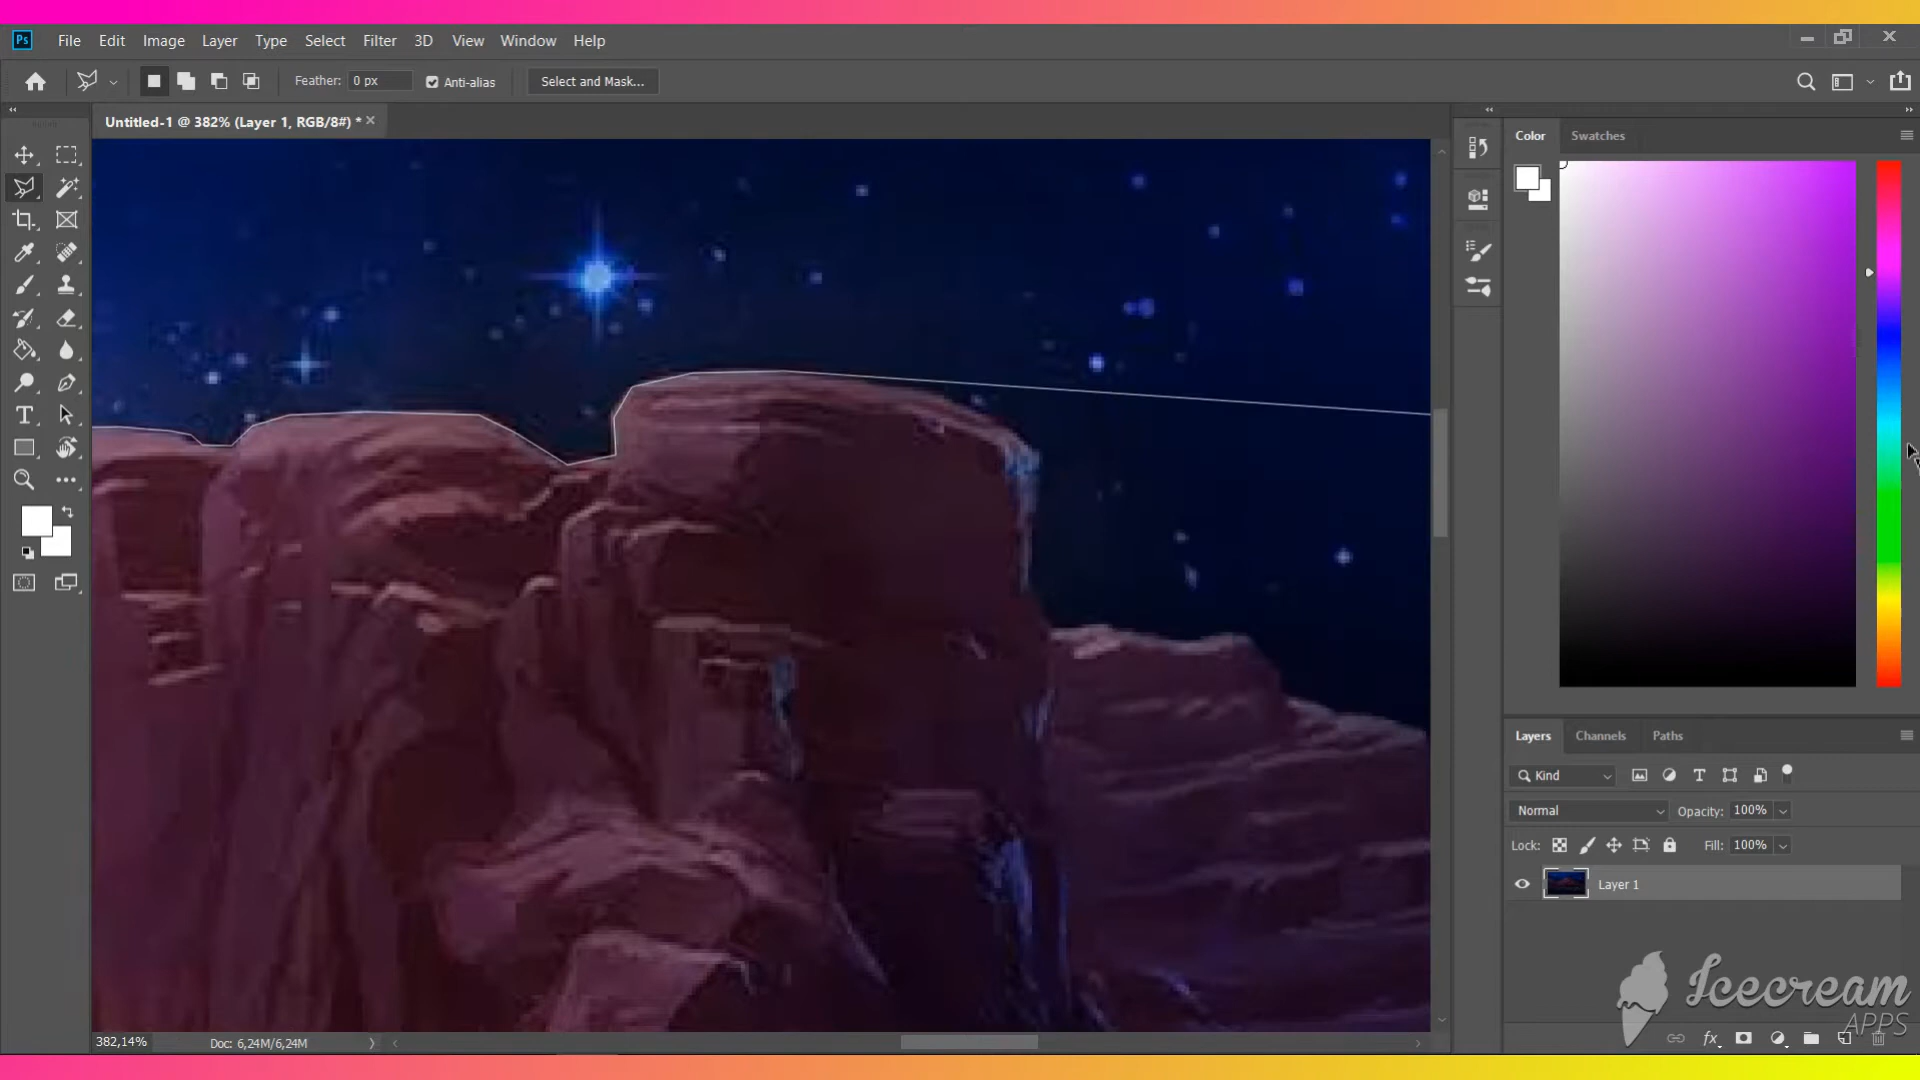 Ps File Edit Image Layer Type Select Filter 3D View Window Help
Feather: 0 px Anti-alias Select and Mask...
Untitled-1 @ 382% (Layer 1, RGB/8#) *
Color Swatches
Layers Channels Paths
Kind
Normal Opacity: 100%
Lock: Fill: 100%
Layer 1
Icecream
APPS
382,14% Doc: 6,24M/6,24M